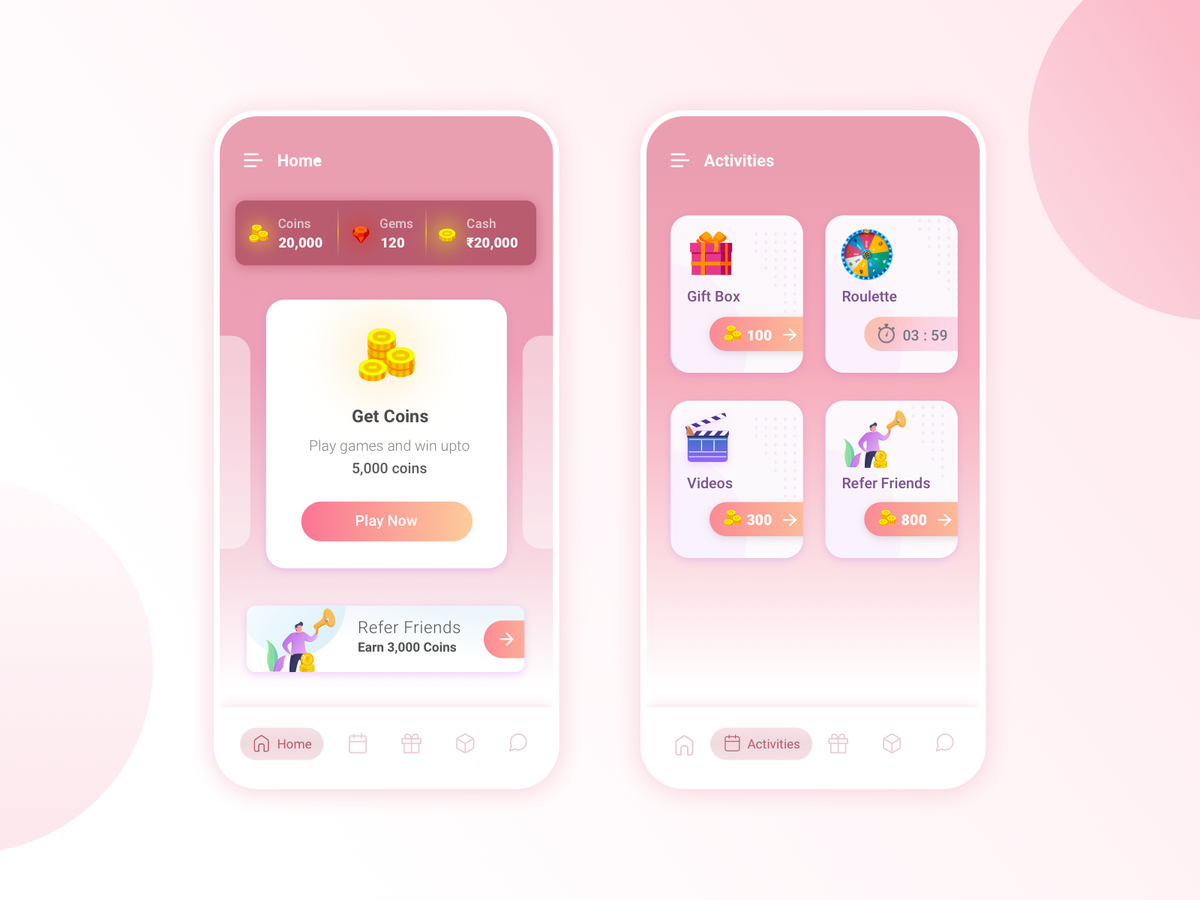 Home
Coins
20,000
Gems
120
Cash
₹20,000
Get Coins
Play games and win upto
5,000 coins
Play Now
Refer Friends
Earn 3,000 Coins
Home
Activities
Gift Box
100
Roulette
03 : 59
Videos
300
Refer Friends
800
Activities